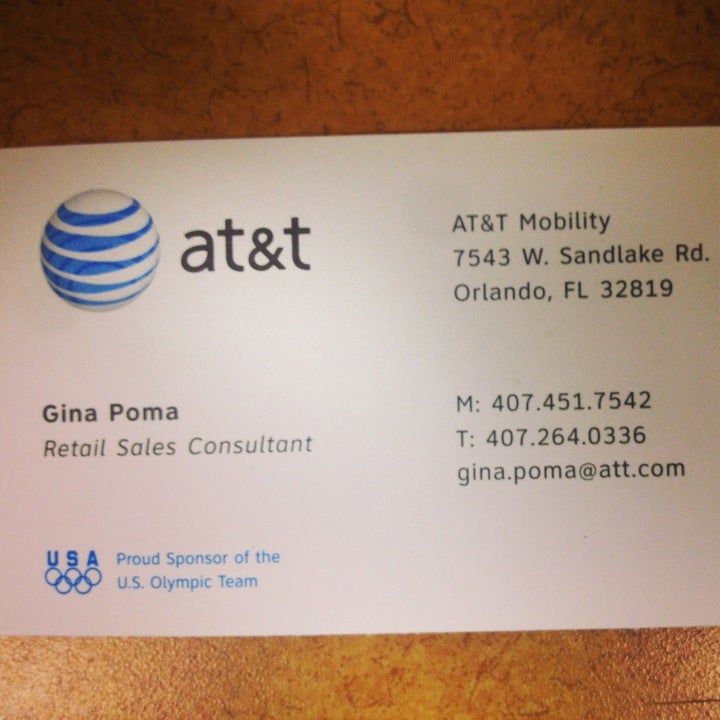 at&t
AT&T Mobility
7543 W. Sandlake Rd.
Orlando, FL 32819
Gina Poma
Retail Sales Consultant
M: 407.451.7542
T: 407.264.0336
gina.poma@att.com
USA
Proud Sponsor of the
U.S. Olympic Team